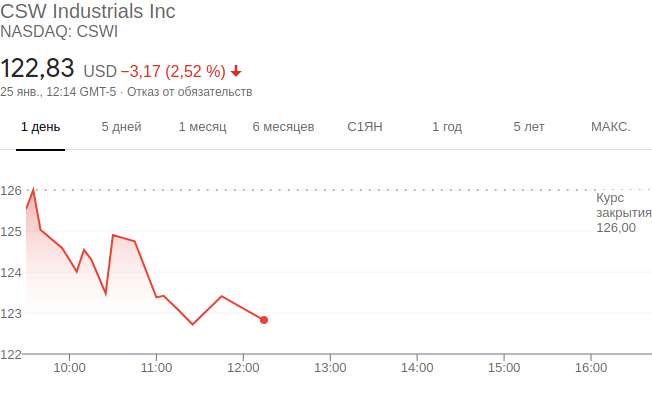 CSW Industrials Inc
NASDAQ: CSWI
122,83 USD −3,17 (2,52 %)
25 янв., 12:14 GMT-5 · Отказ от обязательств
1 день 5 дней 1 месяц 6 месяцев С1ЯН 1 год 5 лет МАКС.
126
Курс
закрытия
126,00
125
124
123
122
10:00 11:00 12:00 13:00 14:00 15:00 16:00